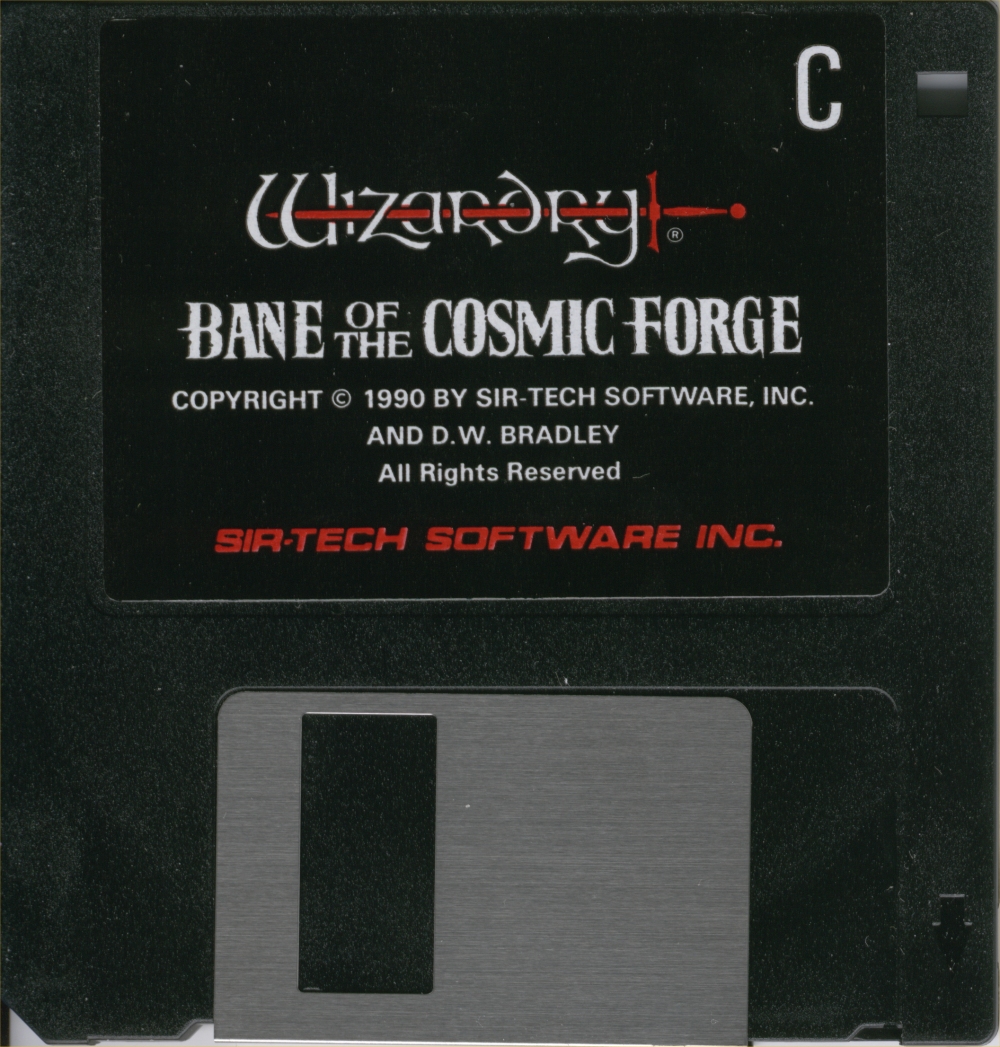 C
Wizardry ®
BANE OF THE COSMIC FORGE
COPYRIGHT © 1990 BY SIR-TECH SOFTWARE, INC.
AND D.W. BRADLEY
All Rights Reserved
SIR-TECH SOFTWARE INC.